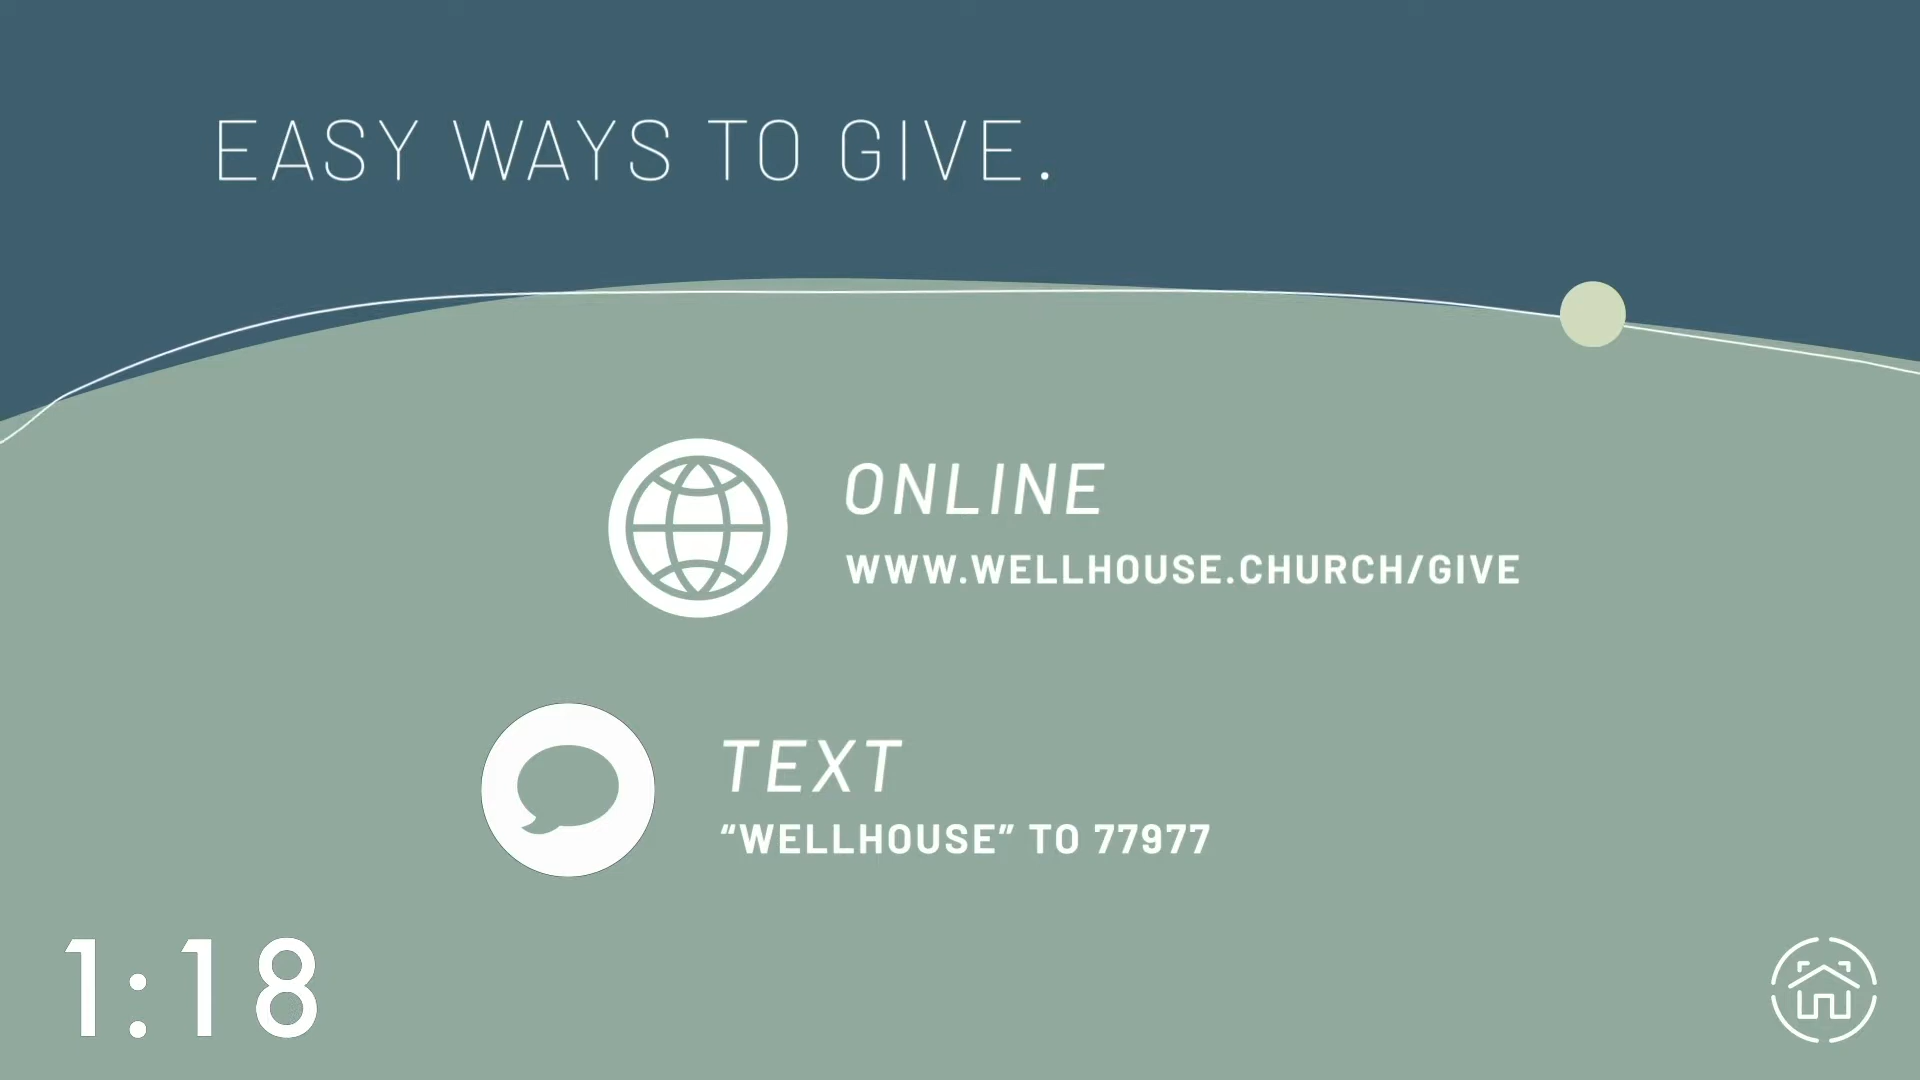 EASY WAYS TO GIVE.
ONLINE
WWW.WELLHOUSE.CHURCH/GIVE
TEXT
“WELLHOUSE” TO 77977
1:18